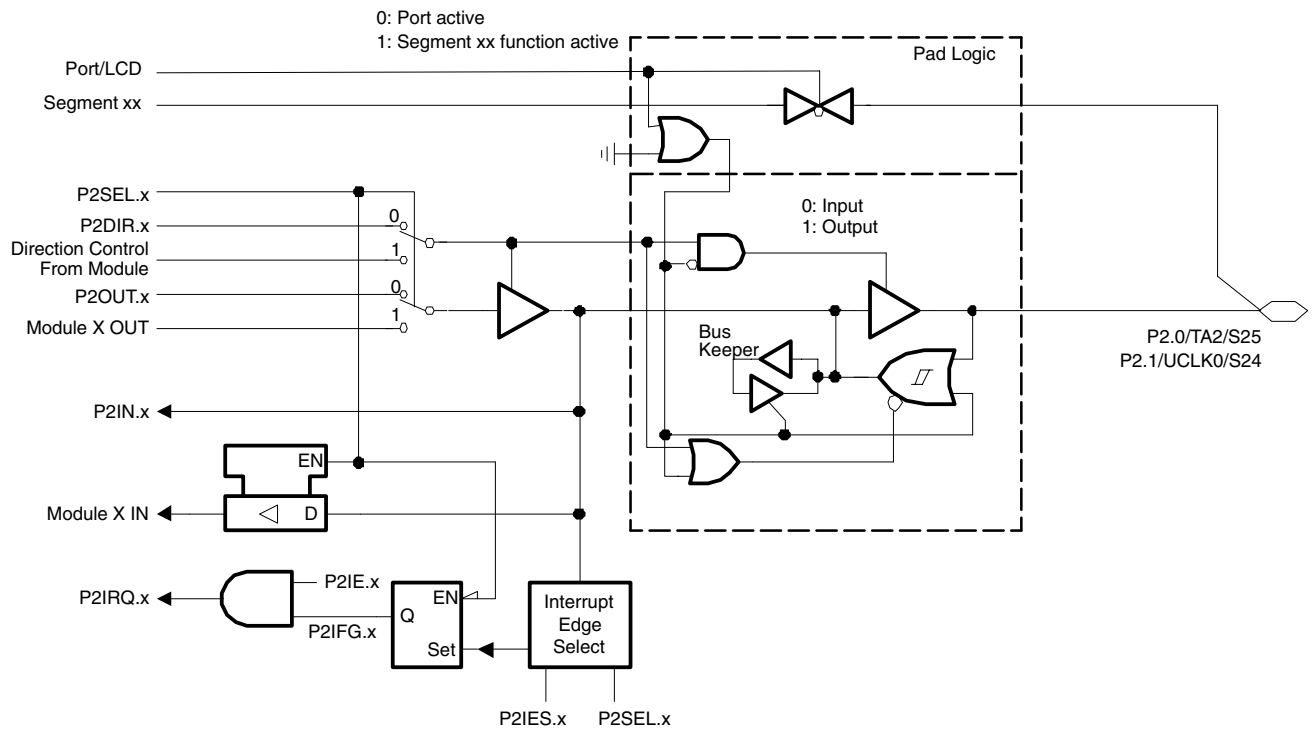 0: Port active
1: Segment xx function active
Pad Logic
Port/LCD
Segment xx
P2SEL.x
P2DIR.x
Direction Control
From Module
P2OUT.x
Module X OUT
0
1
0
1
0: Input
1: Output
Bus
Keeper
P2.0/TA2/S25
P2.1/UCLK0/S24
P2IN.x
EN
Module X IN
D
P2IE.x
P2IRQ.x
P2IFG.x
EN
Q
Set
Interrupt
Edge
Select
P2IES.x
P2SEL.x